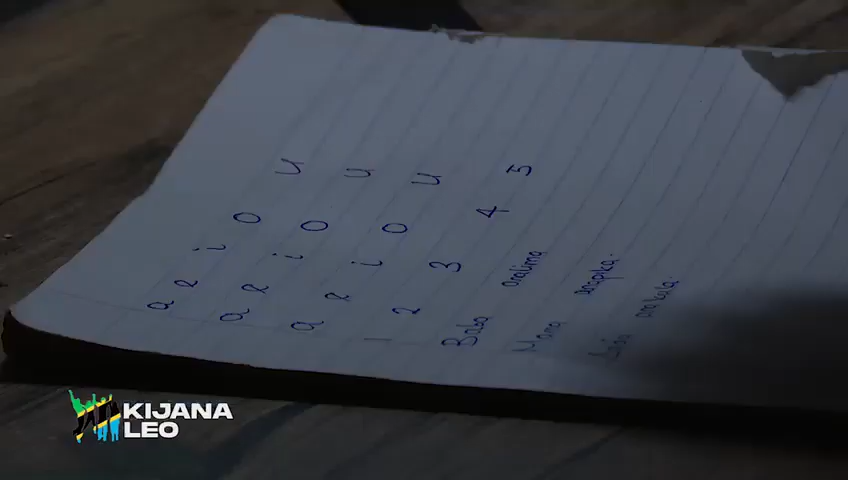 a e i o u
a e i o u
a e i o u
1 2 3 4 5
Baba analima
Mama anapika.
anakula.
KIJANA
LEO